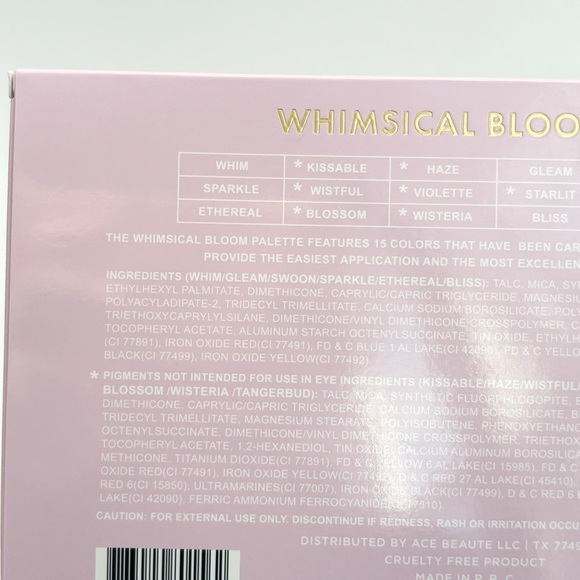 WHIMSICAL BLOO
WHIM * KISSABLE * HAZE GLEAM
SPARKLE * WISTFUL * VIOLETTE * STARLIT
ETHEREAL * BLOSSOM * WISTERIA BLISS
THE WHIMSICAL BLOOM PALETTE FEATURES 15 COLORS THAT HAVE BEEN CAR
PROVIDE THE EASIEST APPLICATION AND THE MOST EXCELLEN
INGREDIENTS (WHIM/GLEAM/SWOON/SPARKLE/ETHEREAL/BLISS): TALC, MICA, SY
ETHYLHEXYL PALMITATE, DIMETHICONE, CAPRYLIC/CAPRIC TRIGLYCERIDE, MAGNESI
POLYACYLADIPATE-2, TRIDECYL TRIMELLITATE, CALCIUM SODIUM BOROSILICATE, POLY
TRIETHOXYCAPRYLYLSILANE, DIMETHICONE/VINYL DIMETHICONE CROSSPOLYMER, C
TOCOPHERYL ACETATE, ALUMINUM STARCH OCTENYLSUCCINATE, TIN OXIDE, ET
(CI 77891), IRON OXIDE RED(CI 77491), FD & C BLUE 1 AL LAKE(CI 42090), FD & C YELLO
BLACK(CI 77499), IRON OXIDE YELLOW(CI 77492)
* PIGMENTS NOT INTENDED FOR USE IN EYE INGREDIENTS (KISSABLE/HAZE/WISTFUL
BLOSSOM /WISTERIA /TANGERBUD): TALC, MICA, SYNTHETIC FLUORPHLOGOPITE, E
DIMETHICONE, CAPRYLIC/CAPRIC TRIGLYCERIDE, CALCIUM SODIUM BOROSILICATE, B
TRIDECYL TRIMELLITATE, MAGNESIUM STEARATE, POLYISOBUTENE, PHENOXYETHANO
OCTENYLSUCCINATE, DIMETHICONE/VINYL DIMETHICONE CROSSPOLYMER, TRIETHO
TOCOPHERYL ACETATE, 1,2-HEXANEDIOL, TIN OXIDE, CALCIUM ALUMINUM BOROSILICA
METHICONE. TITANIUM DIOXIDE(CI 77891), FD & C YELLOW 6 AL LAKE(CI 15985), FD & C
OXIDE RED(CI 77491), IRON OXIDE YELLOW(CI 77492), D & C RED 27 AL LAKE(CI 45410),
RED 6(CI 15850), ULTRAMARINES(CI 77007), IRON OXIDE BLACK(CI 77499), D & C RED 6
LAKE(CI 42090), FERRIC AMMONIUM FERROCYANIDE
CAUTION: FOR EXTERNAL USE ONLY. DISCONTINUE IF REDNESS, RASH OR IRRITATION OCCU
DISTRIBUTED BY ACE BEAUTE LLC | TX 774
CRUELTY FREE PRODUCT
MADE IN P.R.C